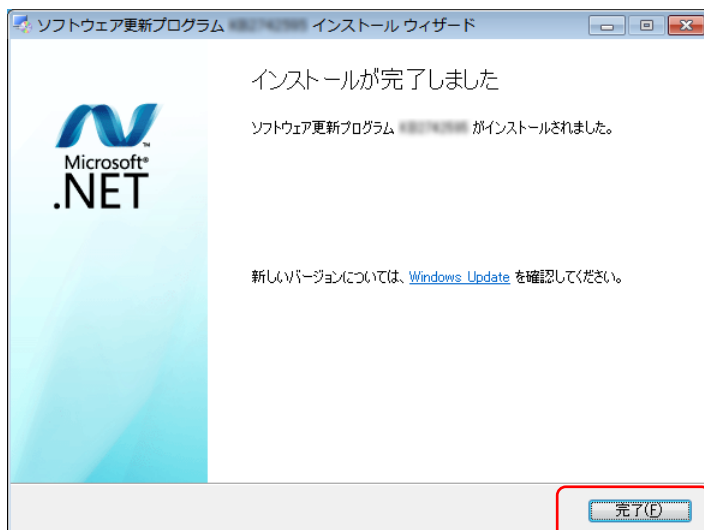 ソフトウェア更新プログラム インストール ウィザード
インストールが完了しました
ソフトウェア更新プログラム がインストールされました。
Microsoft®
.NET
新しいバージョンについては、Windows Update を確認してください。
完了(F)